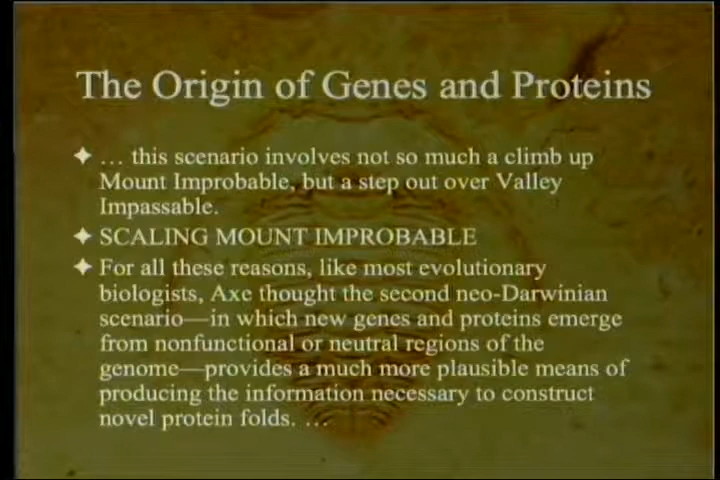 The Origin of Genes and Proteins
… this scenario involves not so much a climb up
Mount Improbable, but a step out over Valley
Impassable.
SCALING MOUNT IMPROBABLE
For all these reasons, like most evolutionary
biologists, Axe thought the second neo-Darwinian
scenario—in which new genes and proteins emerge
from nonfunctional or neutral regions of the
genome—provides a much more plausible means of
producing the information necessary to construct
novel protein folds. …